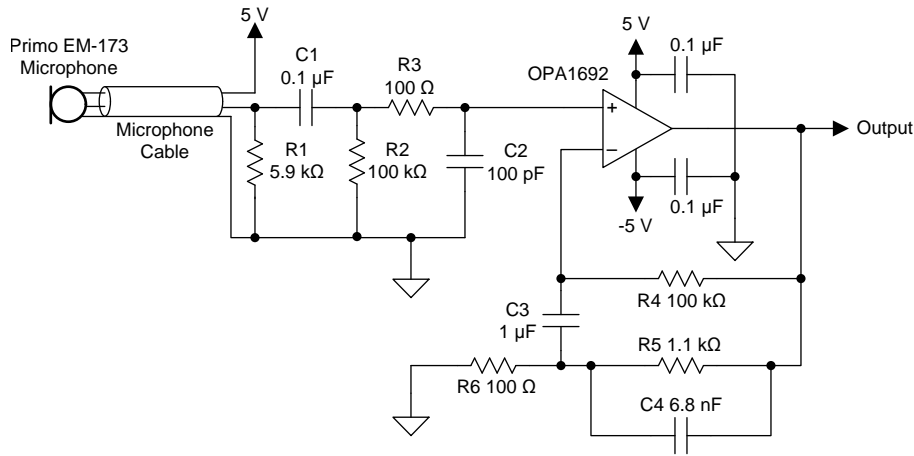 Primo EM-173
Microphone
Microphone
Cable
5 V
C1
0.1 µF
R3
100 Ω
R1
5.9 kΩ
R2
100 kΩ
C2
100 pF
OPA1692
5 V
0.1 µF
+
−
-5 V
0.1 µF
Output
R4 100 kΩ
C3
1 µF
R5 1.1 kΩ
R6 100 Ω
C4 6.8 nF